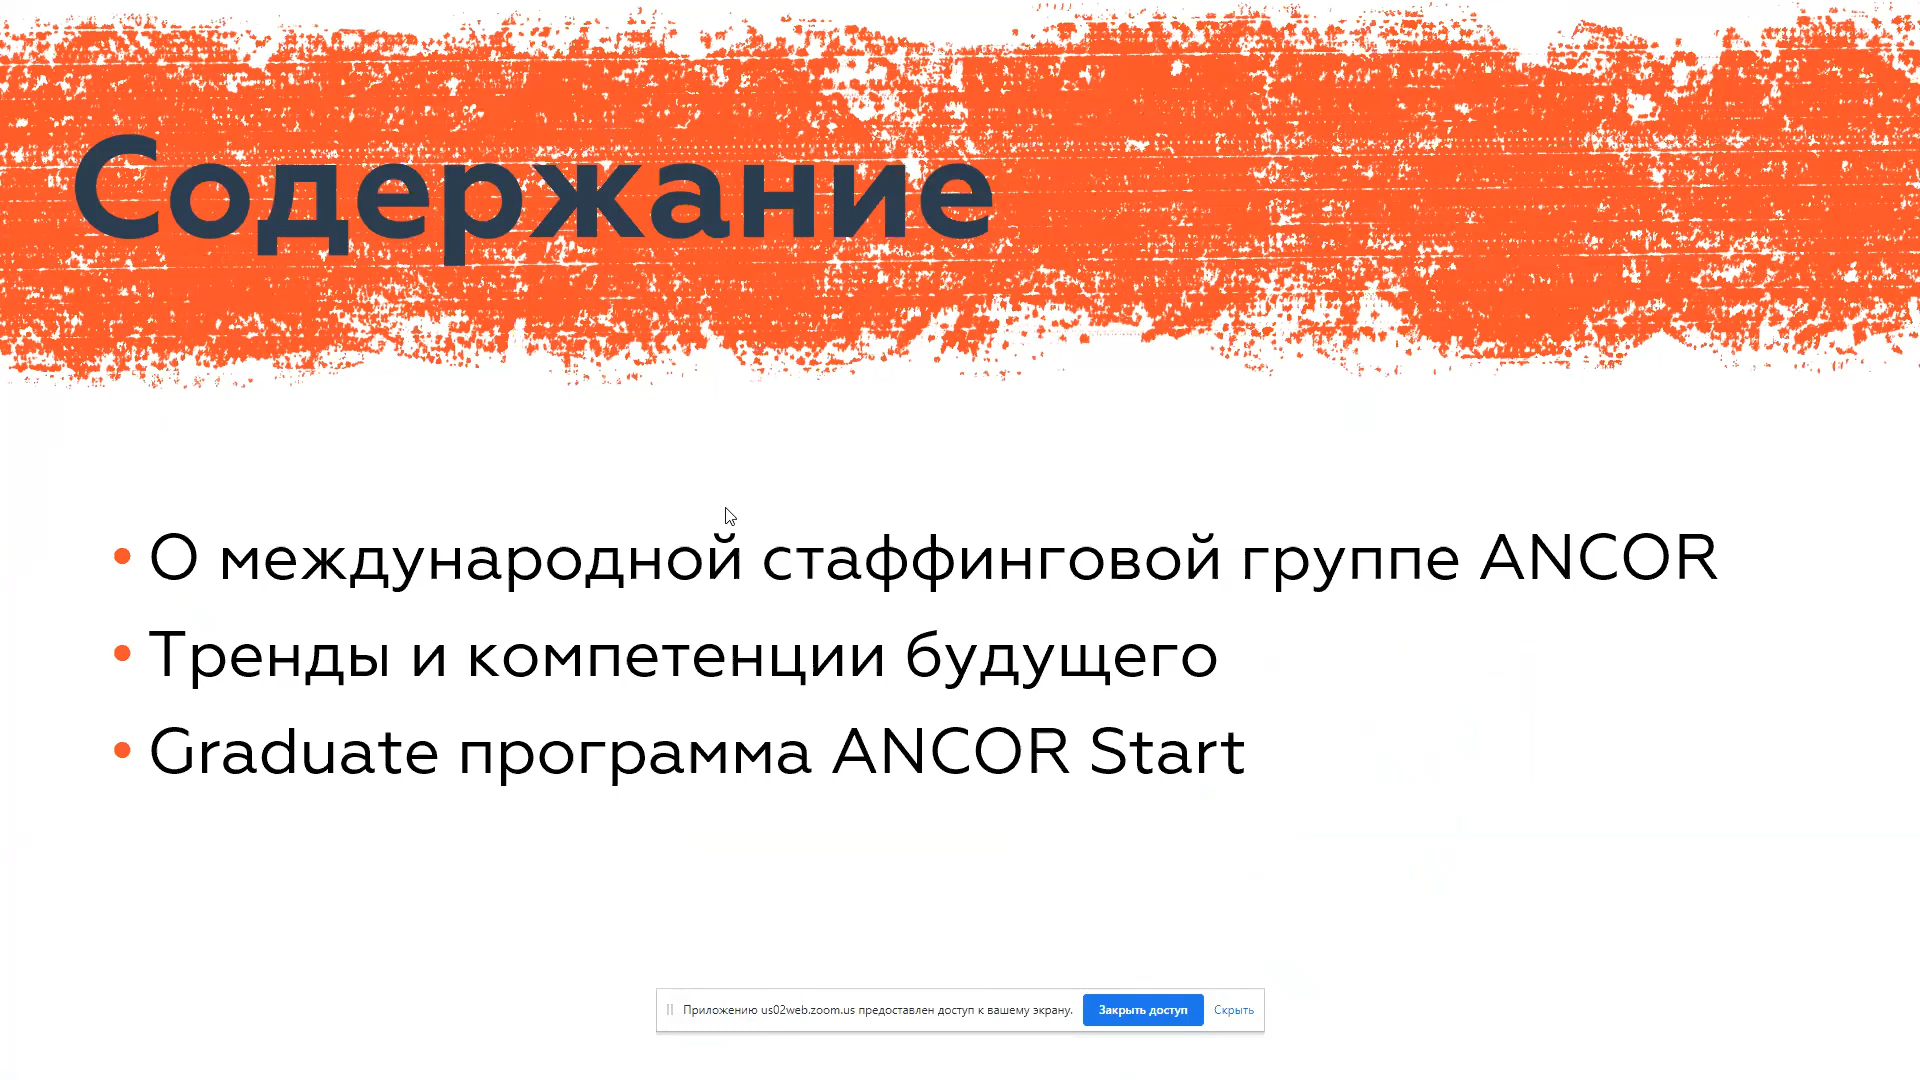 Содержание
• О международной стаффинговой группе ANCOR
• Тренды и компетенции будущего
• Graduate программа ANCOR Start
Приложению us02web.zoom.us предоставлен доступ к вашему экрану. Закрыть доступ Скрыть